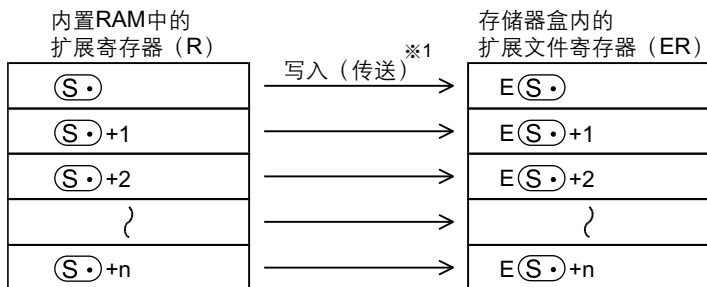 内置RAM中的
扩展寄存器（R）
存储器盒内的
扩展文件寄存器（ER）
写入（传送）※1
S・
E S・
S・+1
E S・+1
S・+2
E S・+2
S・+n
E S・+n